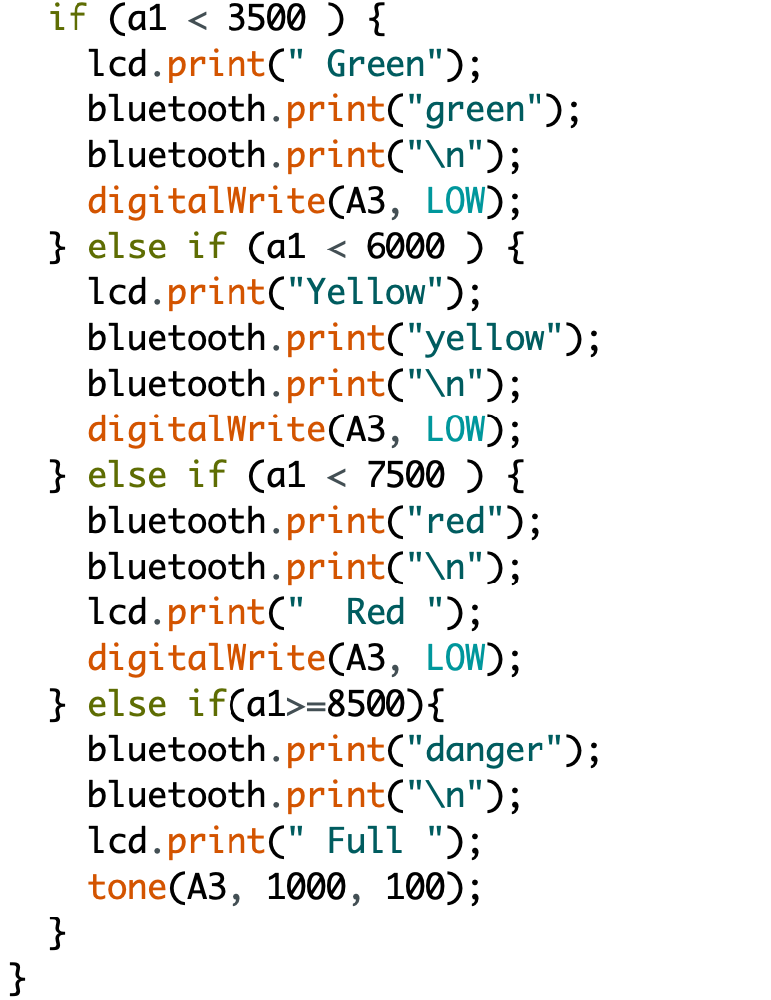 if (a1 < 3500 ) {
lcd.print(" Green");
bluetooth.print("green");
bluetooth.print("\n");
digitalWrite(A3, LOW);
} else if (a1 < 6000 ) {
lcd.print("Yellow");
bluetooth.print("yellow");
bluetooth.print("\n");
digitalWrite(A3, LOW);
} else if (a1 < 7500 ) {
bluetooth.print("red");
bluetooth.print("\n");
lcd.print("  Red ");
digitalWrite(A3, LOW);
} else if(a1>=8500){
bluetooth.print("danger");
bluetooth.print("\n");
lcd.print(" Full ");
tone(A3, 1000, 100);
}
}